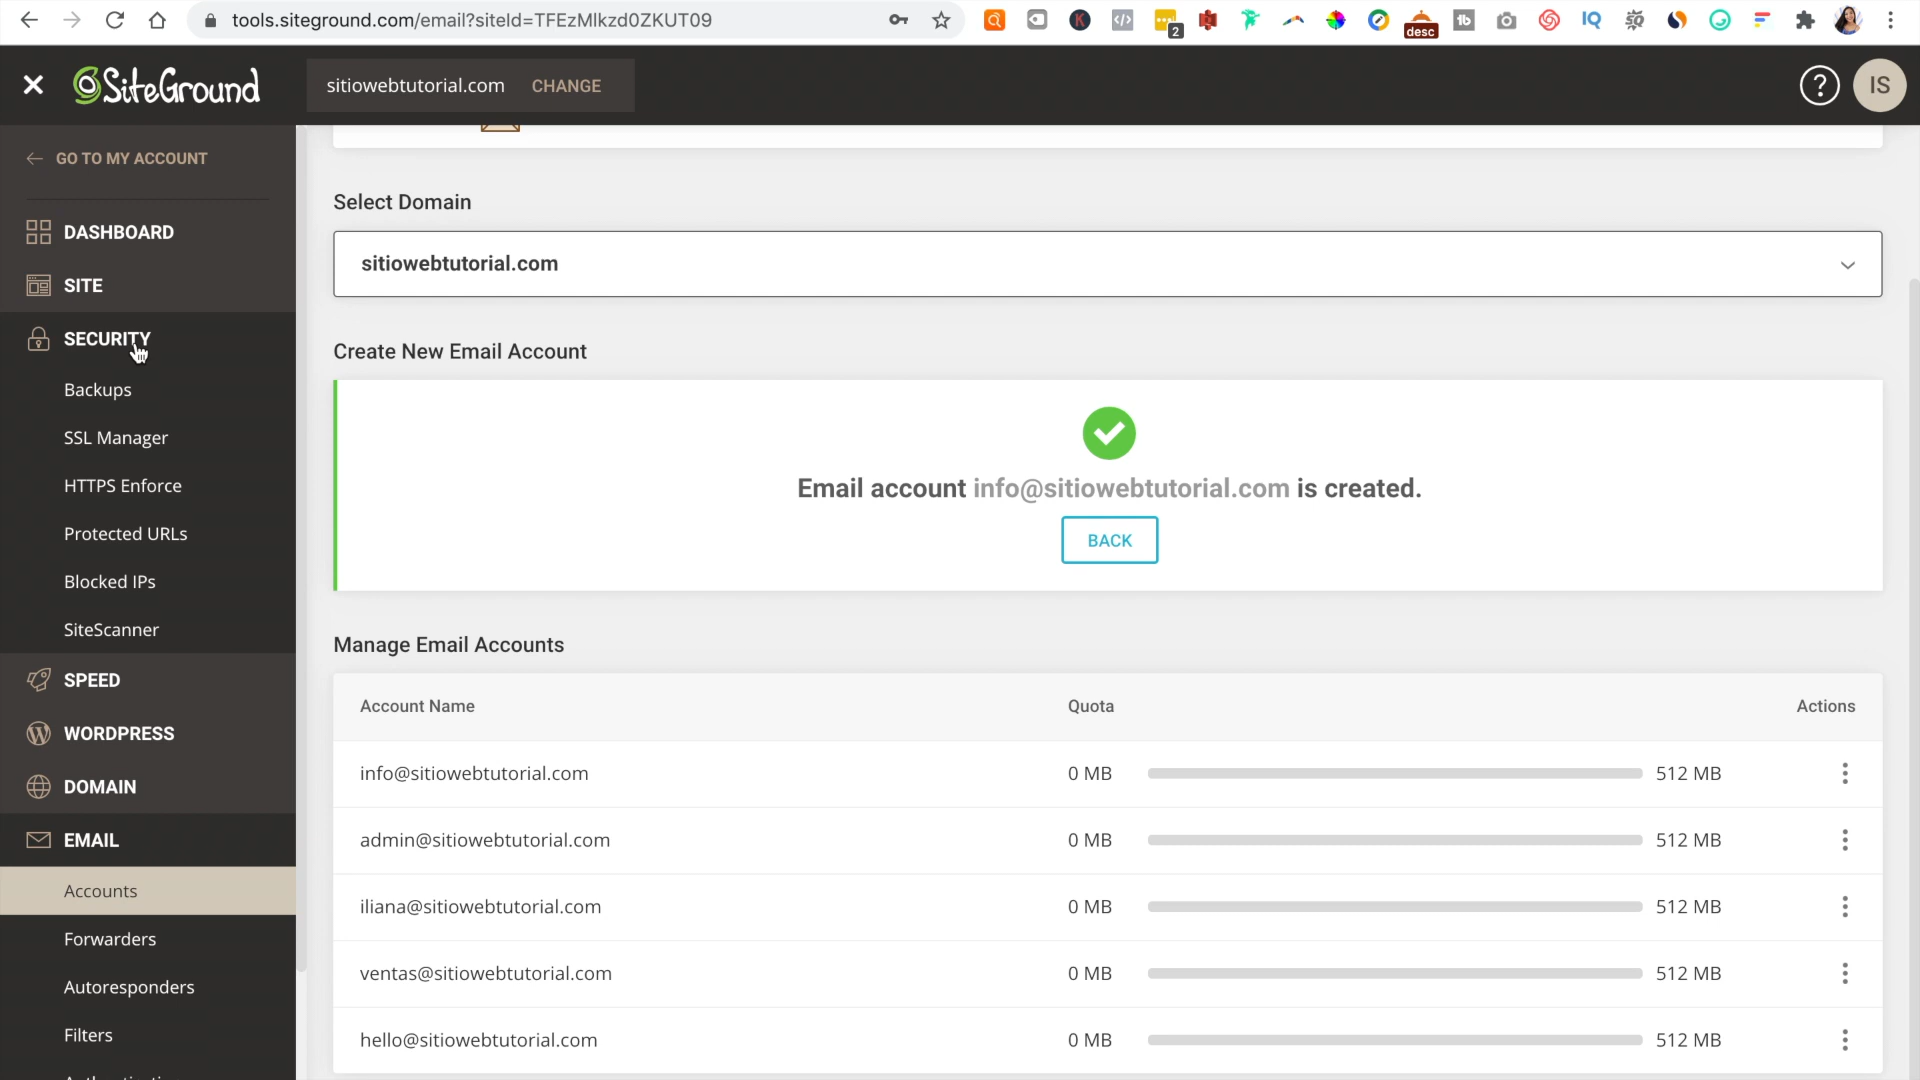 tools.siteground.com/email?siteId=TFEzMlkzd0ZKUT09
2
desc
tb
IQ
SiteGround
sitiowebtutorial.com CHANGE
?
IS
GO TO MY ACCOUNT
DASHBOARD
SITE
SECURITY
Backups
SSL Manager
HTTPS Enforce
Protected URLs
Blocked IPs
SiteScanner
SPEED
WORDPRESS
DOMAIN
EMAIL
Accounts
Forwarders
Autoresponders
Filters
Select Domain
sitiowebtutorial.com
Create New Email Account
Email account info@sitiowebtutorial.com is created.
BACK
Manage Email Accounts
Account Name Quota Actions
info@sitiowebtutorial.com 0 MB 512 MB
admin@sitiowebtutorial.com 0 MB 512 MB
iliana@sitiowebtutorial.com 0 MB 512 MB
ventas@sitiowebtutorial.com 0 MB 512 MB
hello@sitiowebtutorial.com 0 MB 512 MB